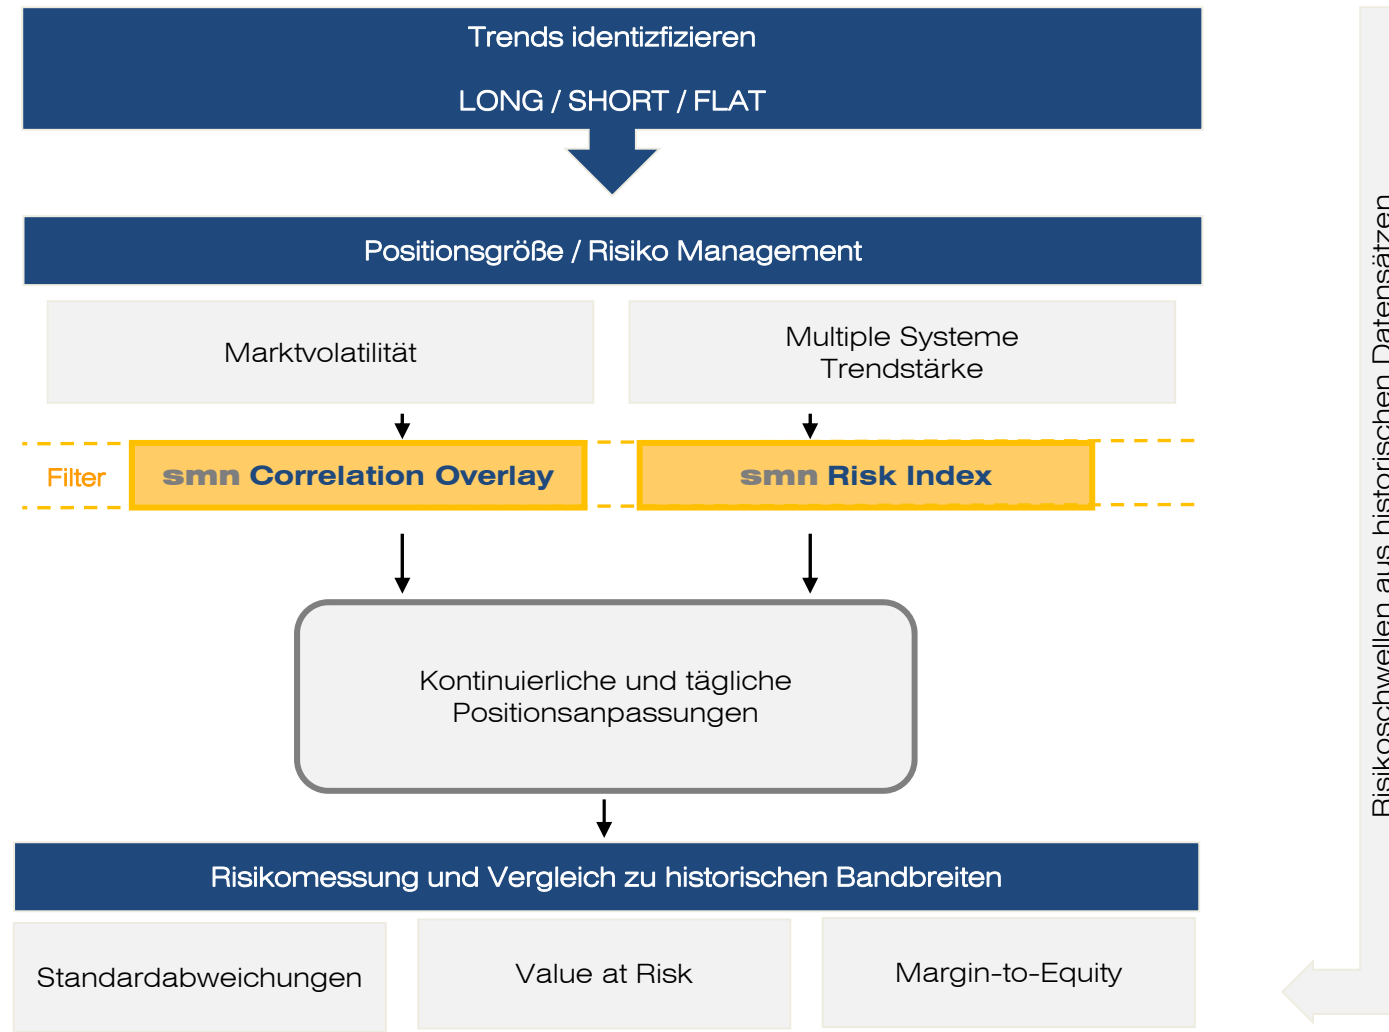 Trends identizfizieren
LONG / SHORT / FLAT
Positionsgröße / Risiko Management
Marktvolatilität
Multiple Systeme
Trendstärke
Filter
smn Correlation Overlay
smn Risk Index
Kontinuierliche und tägliche
Positionsanpassungen
Risikomessung und Vergleich zu historischen Bandbreiten
Standardabweichungen
Value at Risk
Margin-to-Equity
Risikoschwellen aus historischen Datensätzen